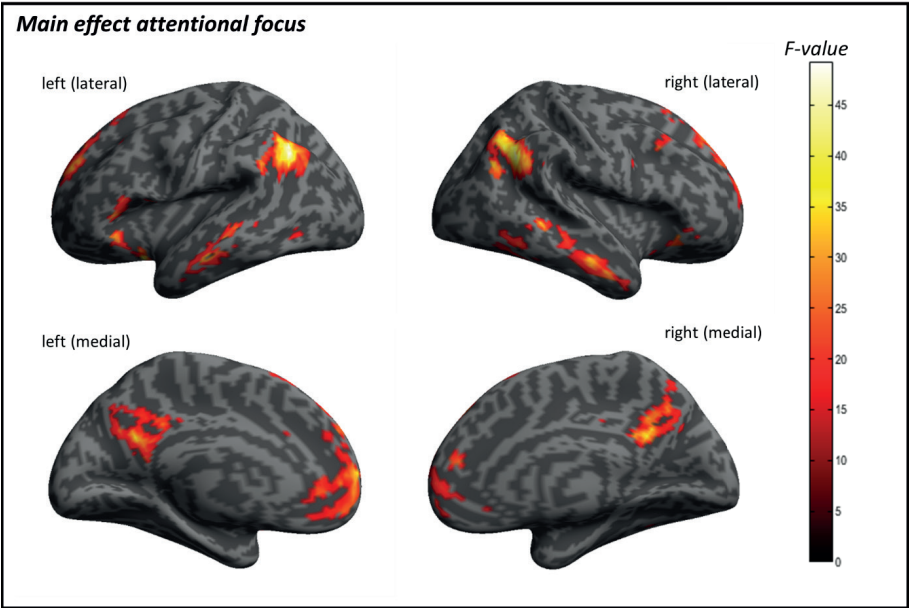 Main effect attentional focus
F-value
left (lateral)
right (lateral)
45
40
35
30
25
20
15
10
5
0
left (medial)
right (medial)